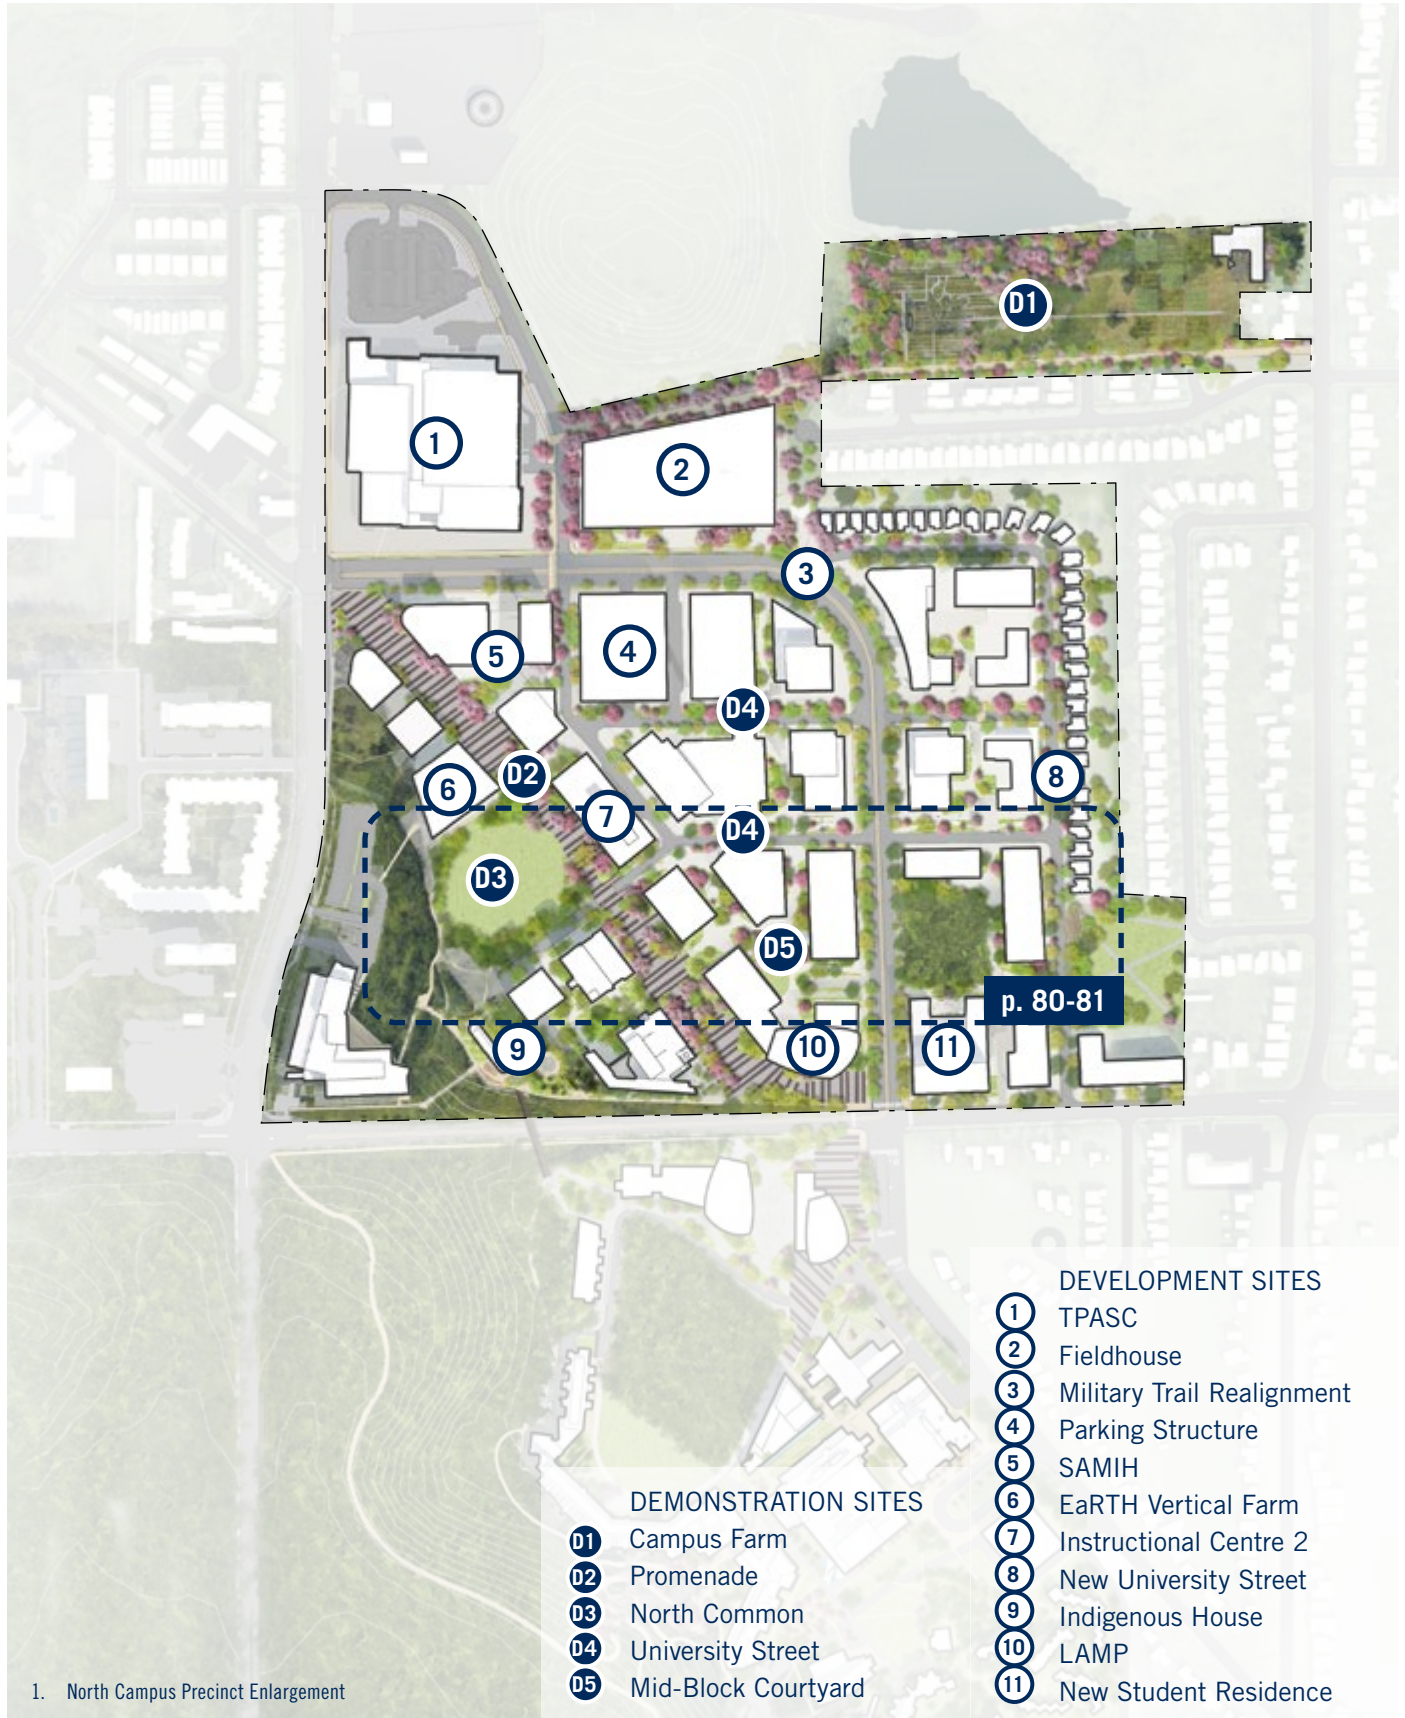 D1
1
2
3
5
4
D4
D2
6
8
7
D4
D3
D5
p. 80-81
9
10
11
DEVELOPMENT SITES
1 TPASC
2 Fieldhouse
3 Military Trail Realignment
4 Parking Structure
5 SAMIH
6 EaRTH Vertical Farm
7 Instructional Centre 2
8 New University Street
9 Indigenous House
10 LAMP
11 New Student Residence
DEMONSTRATION SITES
D1 Campus Farm
D2 Promenade
D3 North Common
D4 University Street
D5 Mid-Block Courtyard
1. North Campus Precinct Enlargement